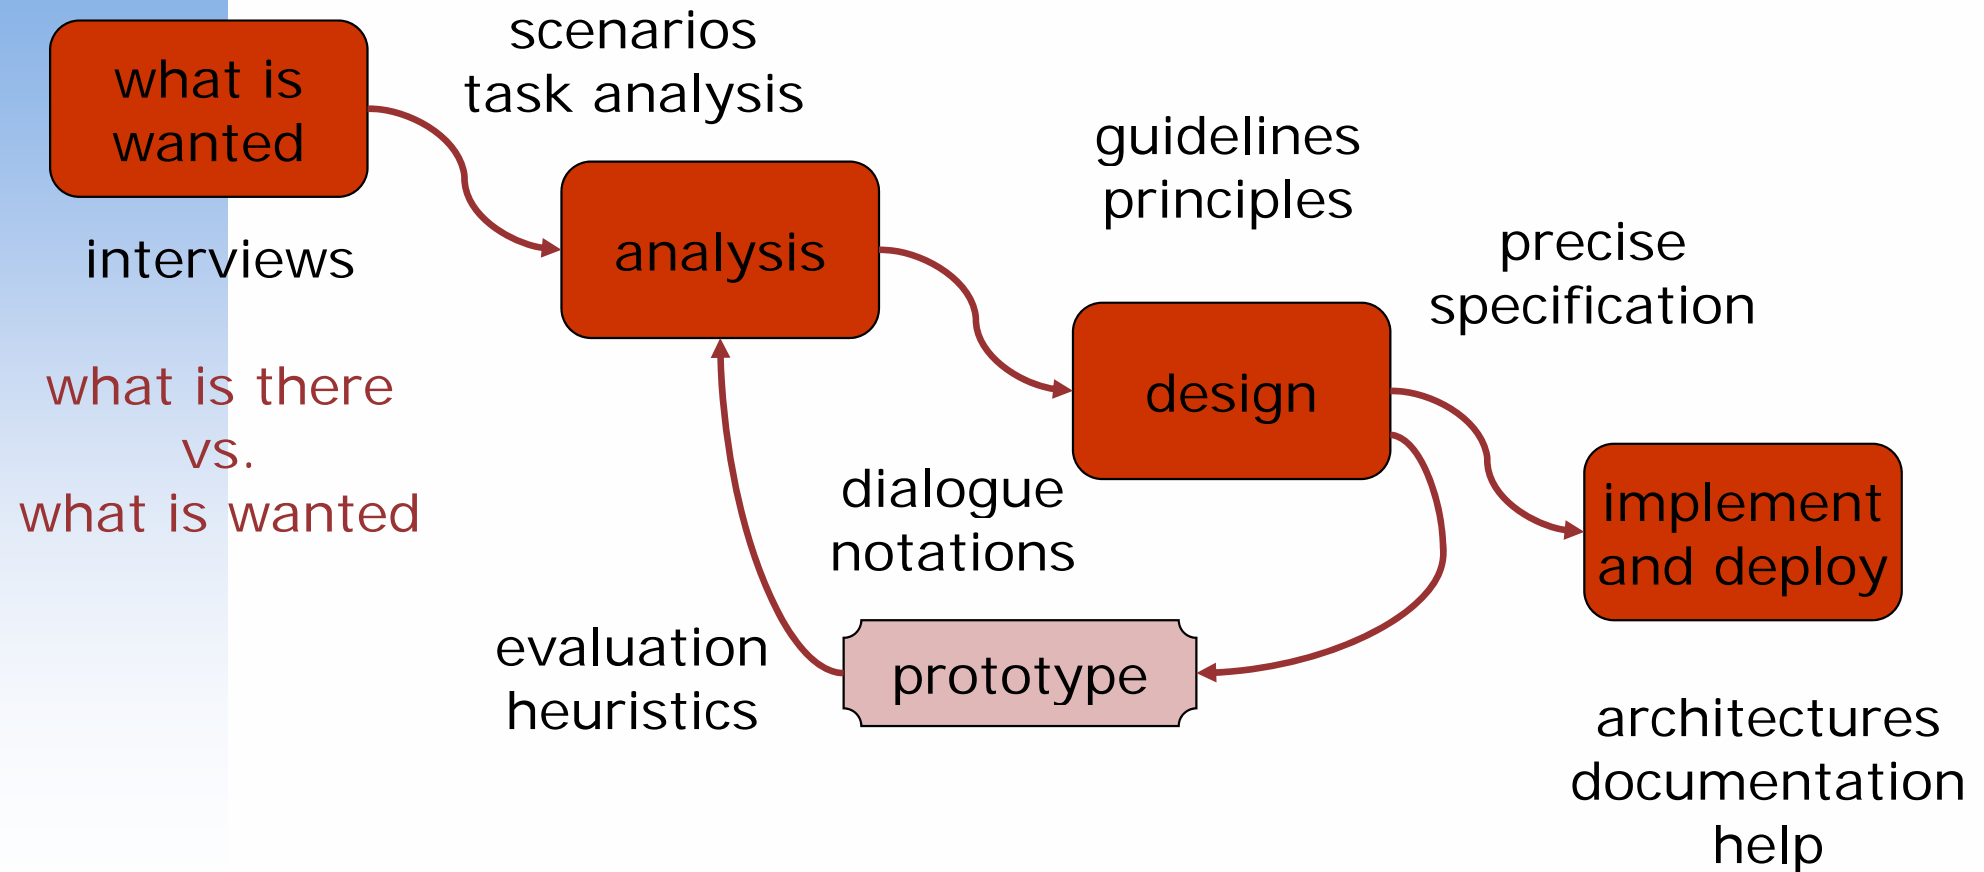 what is
wanted
scenarios
task analysis
interviews
what is there
vs.
what is wanted
analysis
guidelines
principles
design
precise
specification
dialogue
notations
evaluation
heuristics
prototype
implement
and deploy
architectures
documentation
help